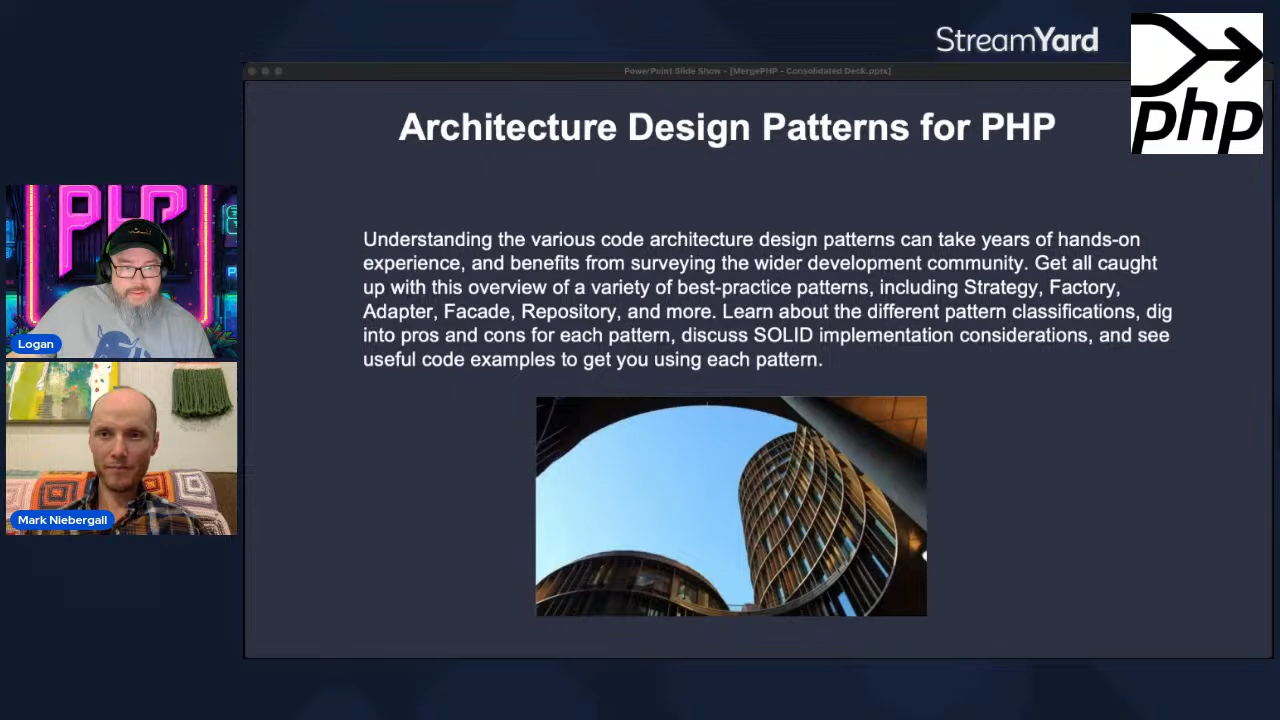 StreamYard
php
PowerPoint Slide Show - [MergePHP - Consolidated Deck.pptx]
Architecture Design Patterns for PHP
Understanding the various code architecture design patterns can take years of hands-on
experience, and benefits from surveying the wider development community. Get all caught
up with this overview of a variety of best-practice patterns, including Strategy, Factory,
Adapter, Facade, Repository, and more. Learn about the different pattern classifications, dig
into pros and cons for each pattern, discuss SOLID implementation considerations, and see
useful code examples to get you using each pattern.
PHP
Logan
Mark Niebergall